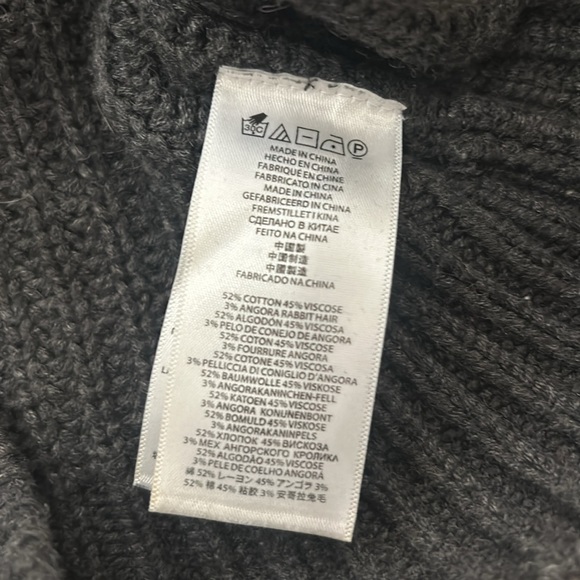 30C P
MADE IN CHINA
HECHO EN CHINA
FABRIQUÉ EN CHINE
FABBRICATO IN CINA
MADE IN CHINA
GEFABRICEERD IN CHINA
FREMSTILLET I KINA
СДЕЛАНО В КИТАЕ
FEITO NA CHINA
中国製
中国制造
中國製造
FABRICADO NA CHINA
52% COTTON 45% VISCOSE
3% ANGORA RABBIT HAIR
52% ALGODÓN 45% VISCOSA
3% PELO DE CONEJO DE ANGORA
52% COTON 45% VISCOSE
3% FOURRURE ANGORA
52% COTONE 45% VISCOSA
3% PELLICCIA DI CONIGLIO D'ANGORA
52% BAUMWOLLE 45% VISKOSE
3% ANGORAKANINCHEN-FELL
52% KATOEN 45% VISCOSE
3% ANGORA KONIJNENBONT
52% BOMULD 45% VISKOSE
3% ANGORAKANINPELS
52% ХЛОПОК 45% ВИСКОЗА
3% МЕХ АНГОРСКОГО КРОЛИКА
52% ALGODÃO 45% VISCOSE
3% PELE DE COELHO ANGORA
綿 52% レーヨン 45% アンゴラ 3%
52% 棉 45% 粘胶 3% 安哥拉兔毛